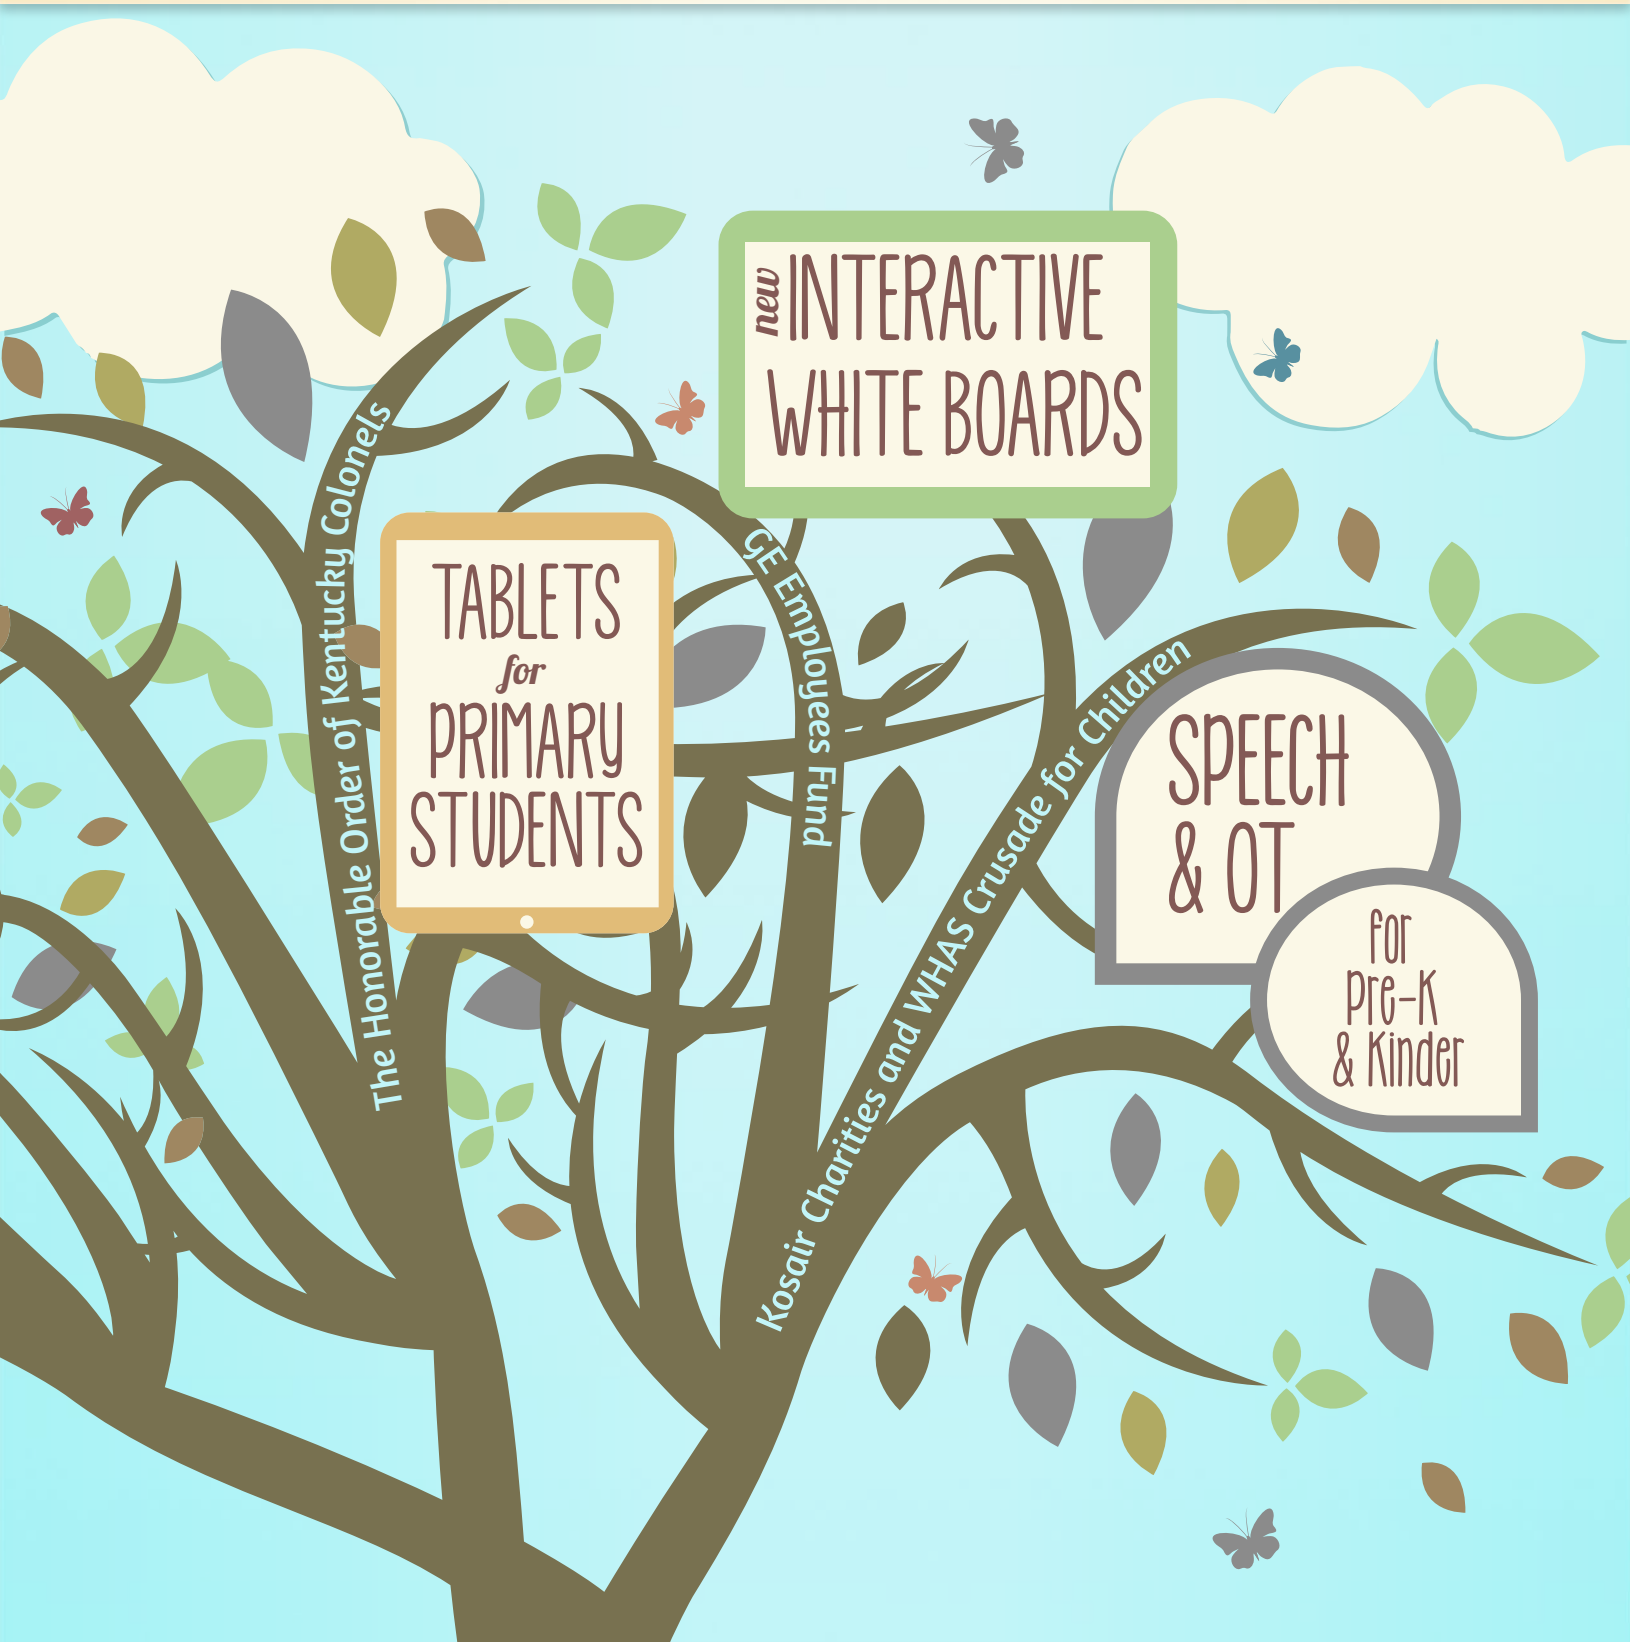 new INTERACTIVE
WHITE BOARDS
The Honorable Order of Kentucky Colonels
TABLETS
for
PRIMARY
STUDENTS
GE Employees Fund
Kosair Charities and WHAS Crusade for Children
SPEECH
& OT
for
Pre-K
& Kinder